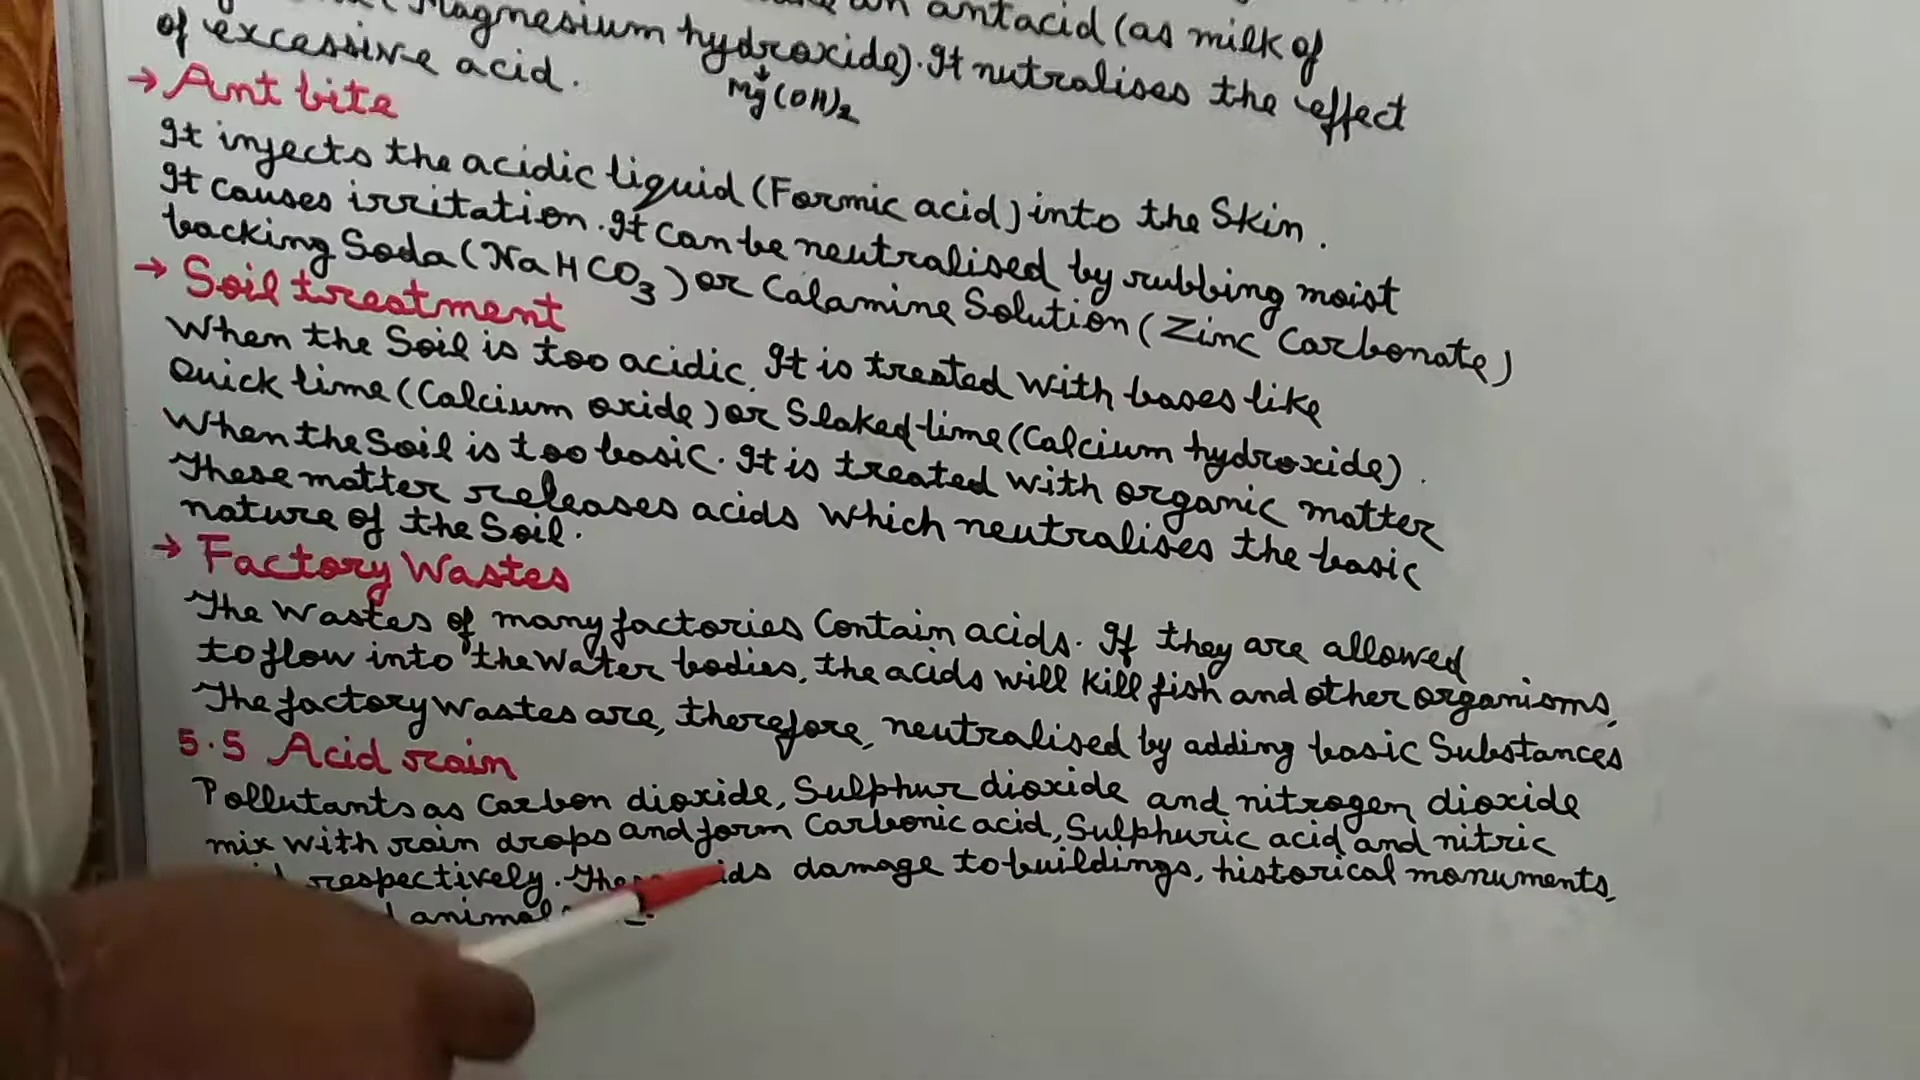 an antacid (as milk of
Magnesium hydroxide). It nutralises the effect
of excessive acid.
Mg(OH)2
→ Ant bite
It injects the acidic liquid (Formic acid) into the Skin.
It causes irritation. It can be neutralised by rubbing moist
backing Soda (NaHCO3) or Calamine Solution (Zinc Carbonate)
→ Soil treatment
When the Soil is too acidic. It is treated with bases like
Quick lime (Calcium oxide) or Slaked lime (Calcium hydroxide).
When the Soil is too basic. It is treated with organic matter
These matter releases acids which neutralises the basic
nature of the Soil.
→ Factory Wastes
The Wastes of many factories Contain acids. If they are allowed
to flow into the Water bodies, the acids will kill fish and other organisms,
The factory wastes are, therefore, neutralised by adding basic Substances
5.5 Acid rain
Pollutants as Carbon dioxide, Sulphur dioxide and nitrogen dioxide
mix with rain drops and form Carbonic acid, Sulphuric acid and nitric
respectively. damage to buildings, historical monuments,
animal